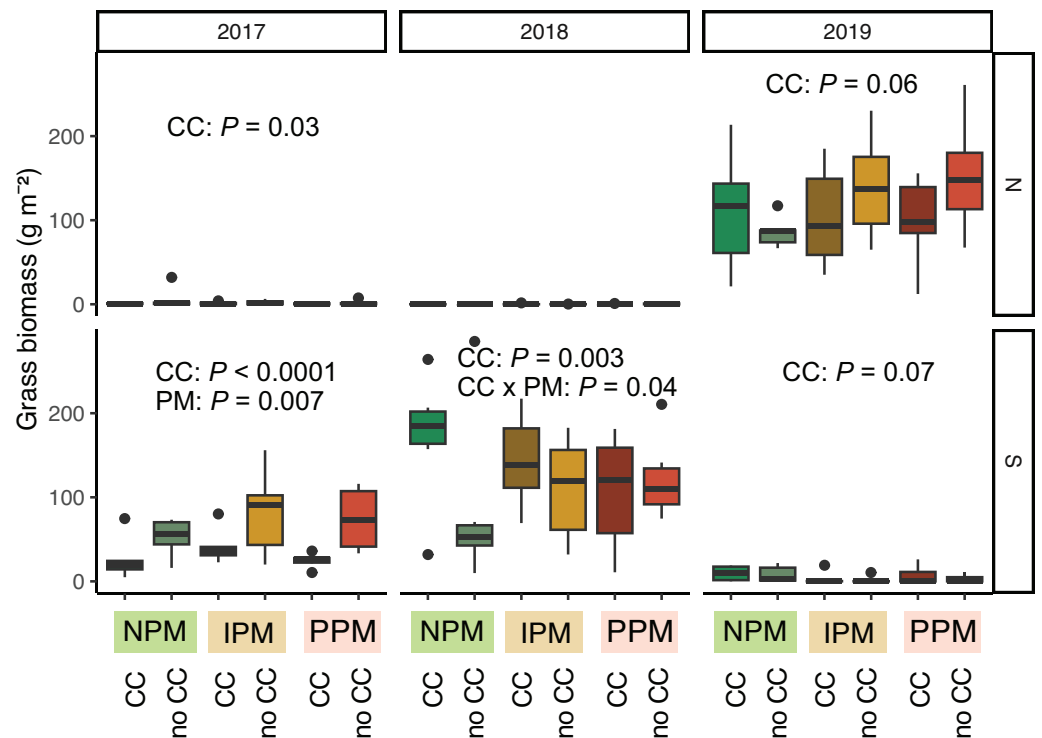 2017 2018 2019
Grass biomass (g m⁻²)
CC: P = 0.03
CC: P = 0.06
200
100
0
N
CC: P < 0.0001
PM: P = 0.007
CC: P = 0.003
CC x PM: P = 0.04
CC: P = 0.07
200
100
0
S
NPM IPM PPM NPM IPM PPM NPM IPM PPM
CC no CC CC no CC CC no CC CC no CC CC no CC CC no CC CC no CC CC no CC CC no CC